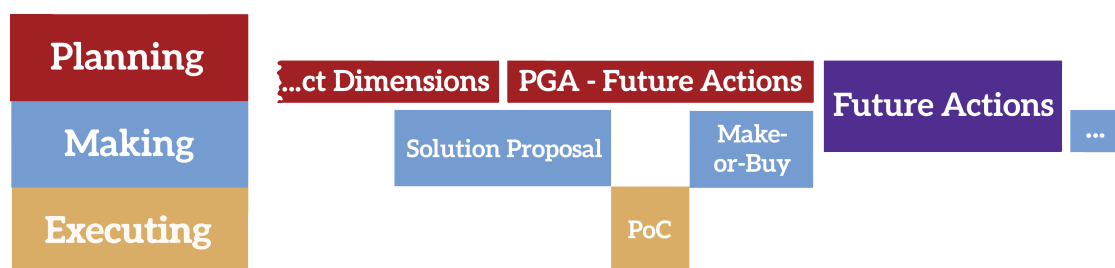 Planning
...ct Dimensions
PGA - Future Actions
Future Actions
Making
Solution Proposal
Make-
or-Buy
...
Executing
PoC